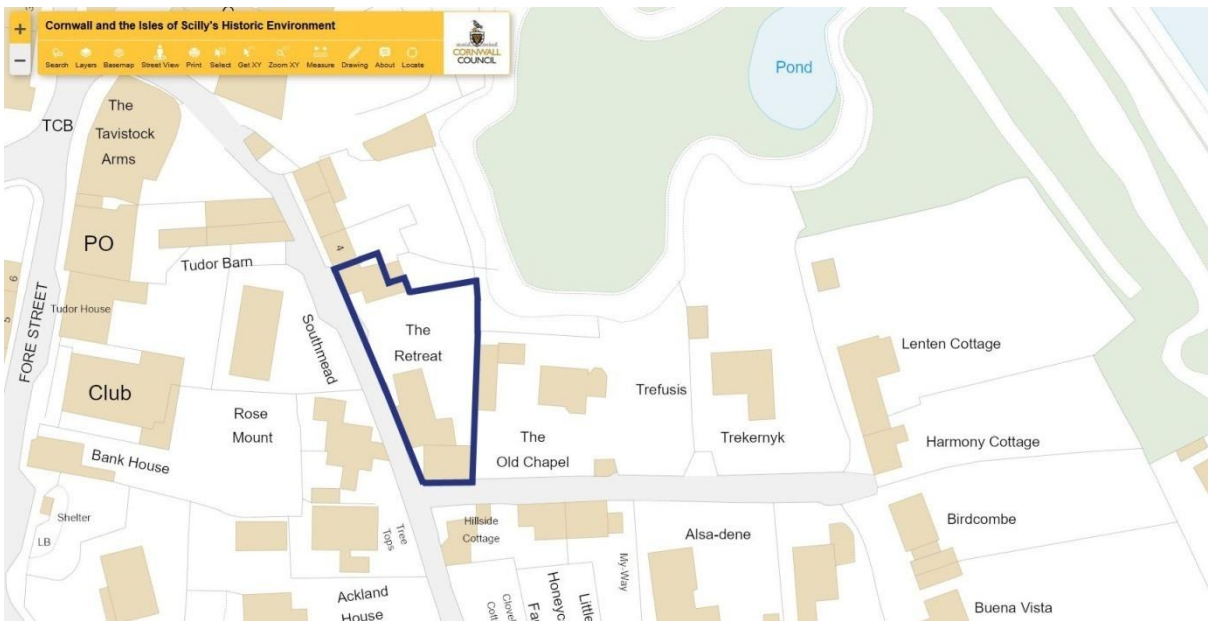 Cornwall and the Isles of Scilly's Historic Environment
Search Layers Basemap Street View Print Select Get XY Zoom XY Measure Drawing About Locate
CORNWALL
COUNCIL
Pond
TCB
The
Tavistock
Arms
PO
Tudor Barn
Tudor House
FORE STREET
6
5
4
Southmead
The
Retreat
Club
Rose
Mount
Bank House
Shelter
LB
Tree
Tops
Ackland
House
The
Old Chapel
Trefusis
Trekernyk
Lenten Cottage
Harmony Cottage
Hillside
Cottage
My-Way
Alsa-dene
Birdcombe
Buena Vista